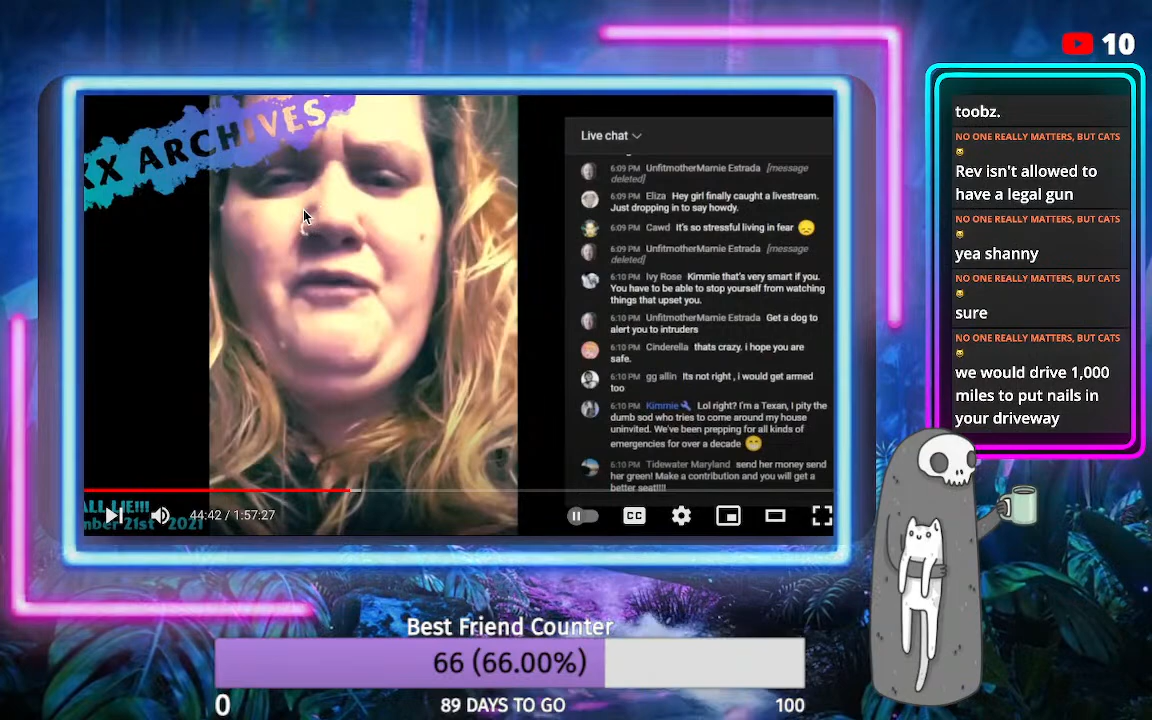 10
XX ARCHIVES
Live chat
6:09 PM UnfitmotherMarnie Estrada [message
deleted]
6:09 PM Eliza Hey girl finally caught a livestream.
Just dropping in to say howdy.
6:09 PM Cawd It's so stressful living in fear 😞
6:09 PM UnfitmotherMarnie Estrada [message
deleted]
6:10 PM Ivy Rose Kimmie that's very smart if you.
You have to be able to stop yourself from watching
things that upset you.
6:10 PM UnfitmotherMarnie Estrada Get a dog to
alert you to intruders
6:10 PM Cinderella thats crazy. i hope you are
safe.
6:10 PM gg allin Its not right , i would get armed
too
6:10 PM Kimmie Lol right? I'm a Texan, I pity the
dumb sod who tries to come around my house
uninvited. We've been prepping for all kinds of
emergencies for over a decade 😁
6:10 PM Tidewater Maryland send her money send
her green! Make a contribution and you will get a
better seat!!!!
ALL LIE!!!
mber 21st 2021
44:42 / 1:57:27
CC
toobz.
NO ONE REALLY MATTERS, BUT CATS
Rev isn't allowed to
have a legal gun
NO ONE REALLY MATTERS, BUT CATS
yea shanny
NO ONE REALLY MATTERS, BUT CATS
sure
NO ONE REALLY MATTERS, BUT CATS
we would drive 1,000
miles to put nails in
your driveway
Best Friend Counter
66 (66.00%)
0
89 DAYS TO GO
100